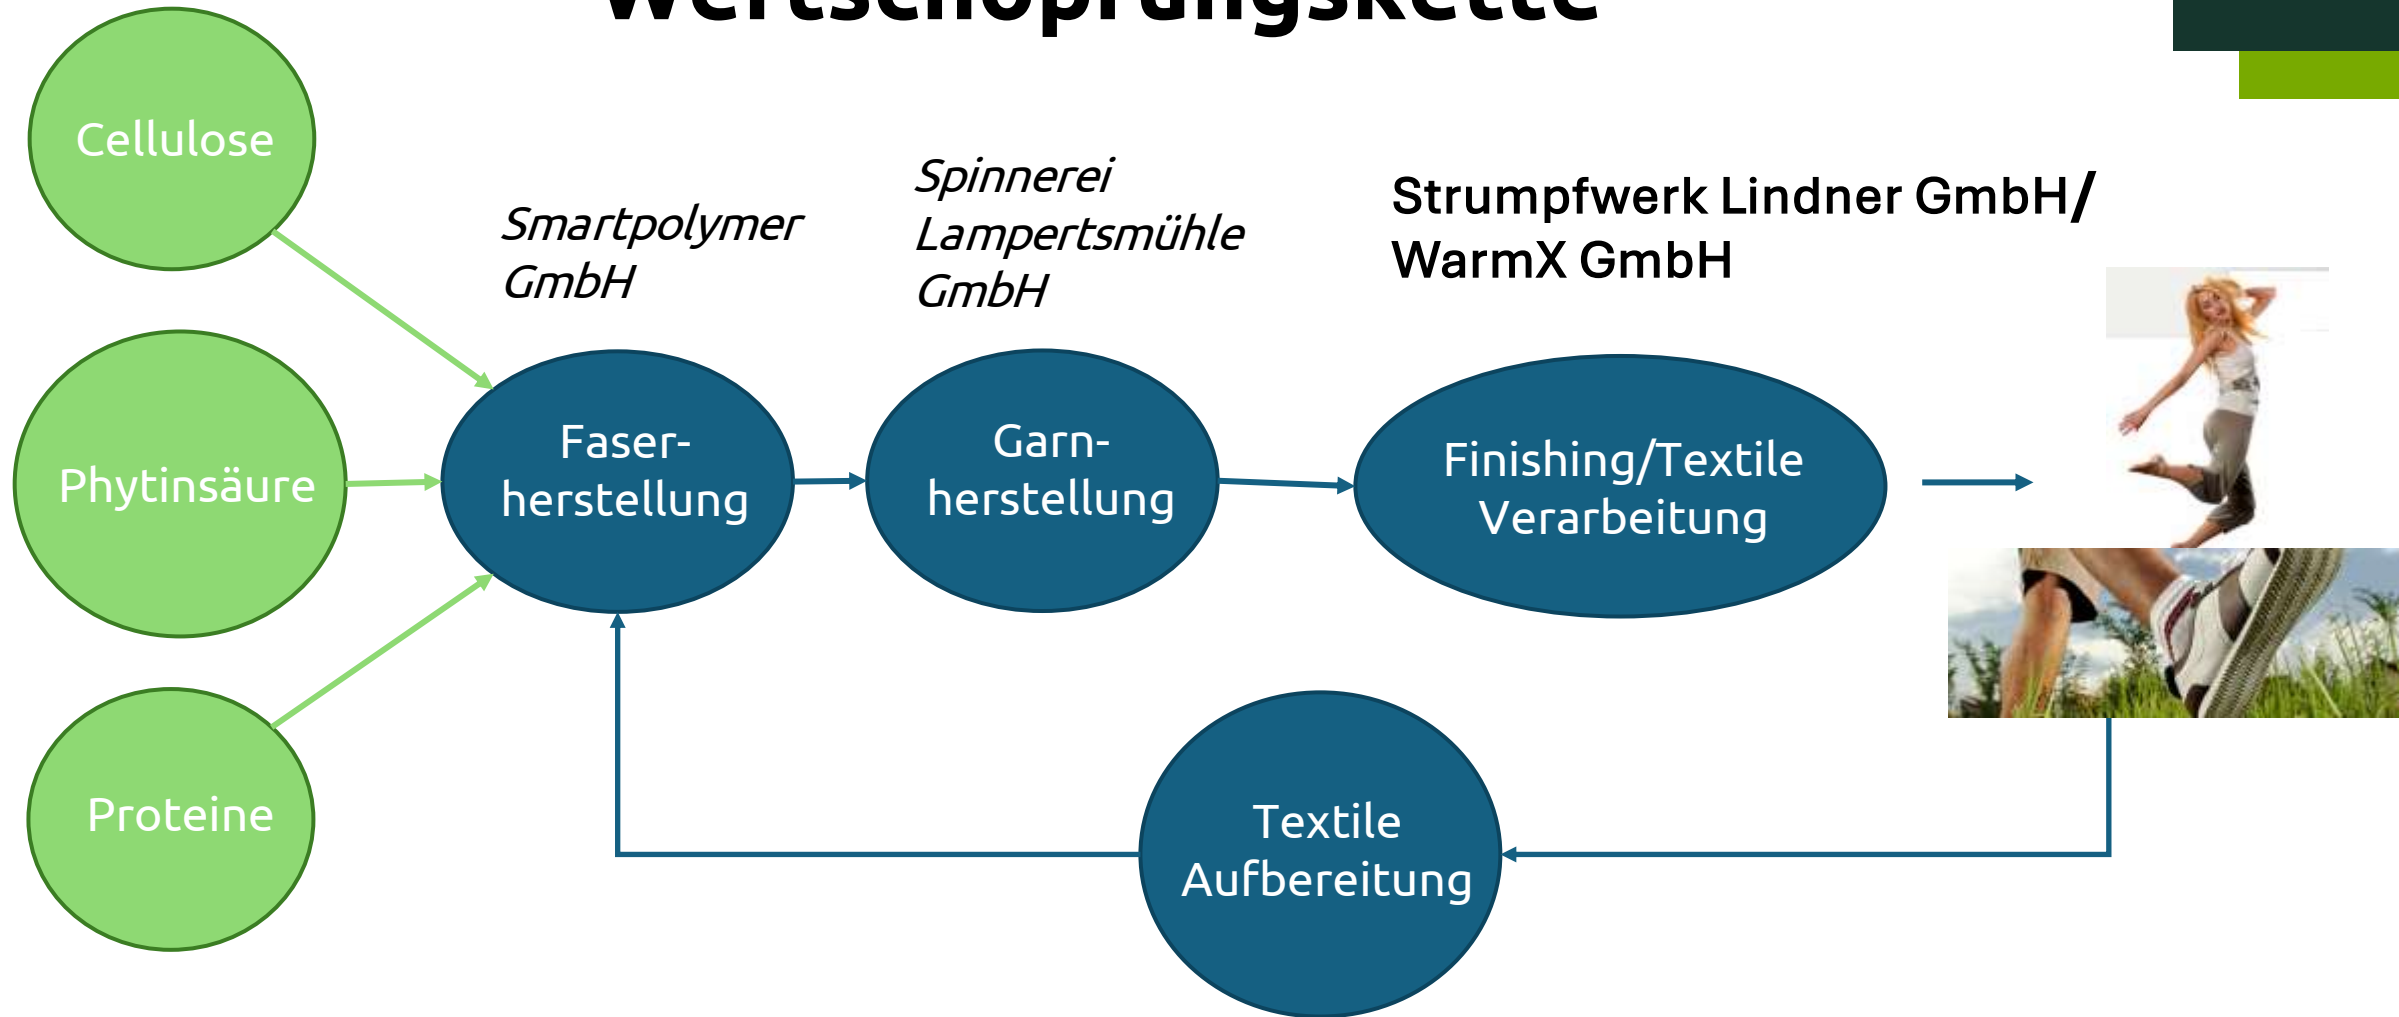 Wertschöpfungskette
Cellulose
Smartpolymer
GmbH
Spinnerei
Lampertsmühle
GmbH
Strumpfwerk Lindner GmbH/
WarmX GmbH
Phytinsäure
Faser-
herstellung
Garn-
herstellung
Finishing/Textile
Verarbeitung
Proteine
Textile
Aufbereitung